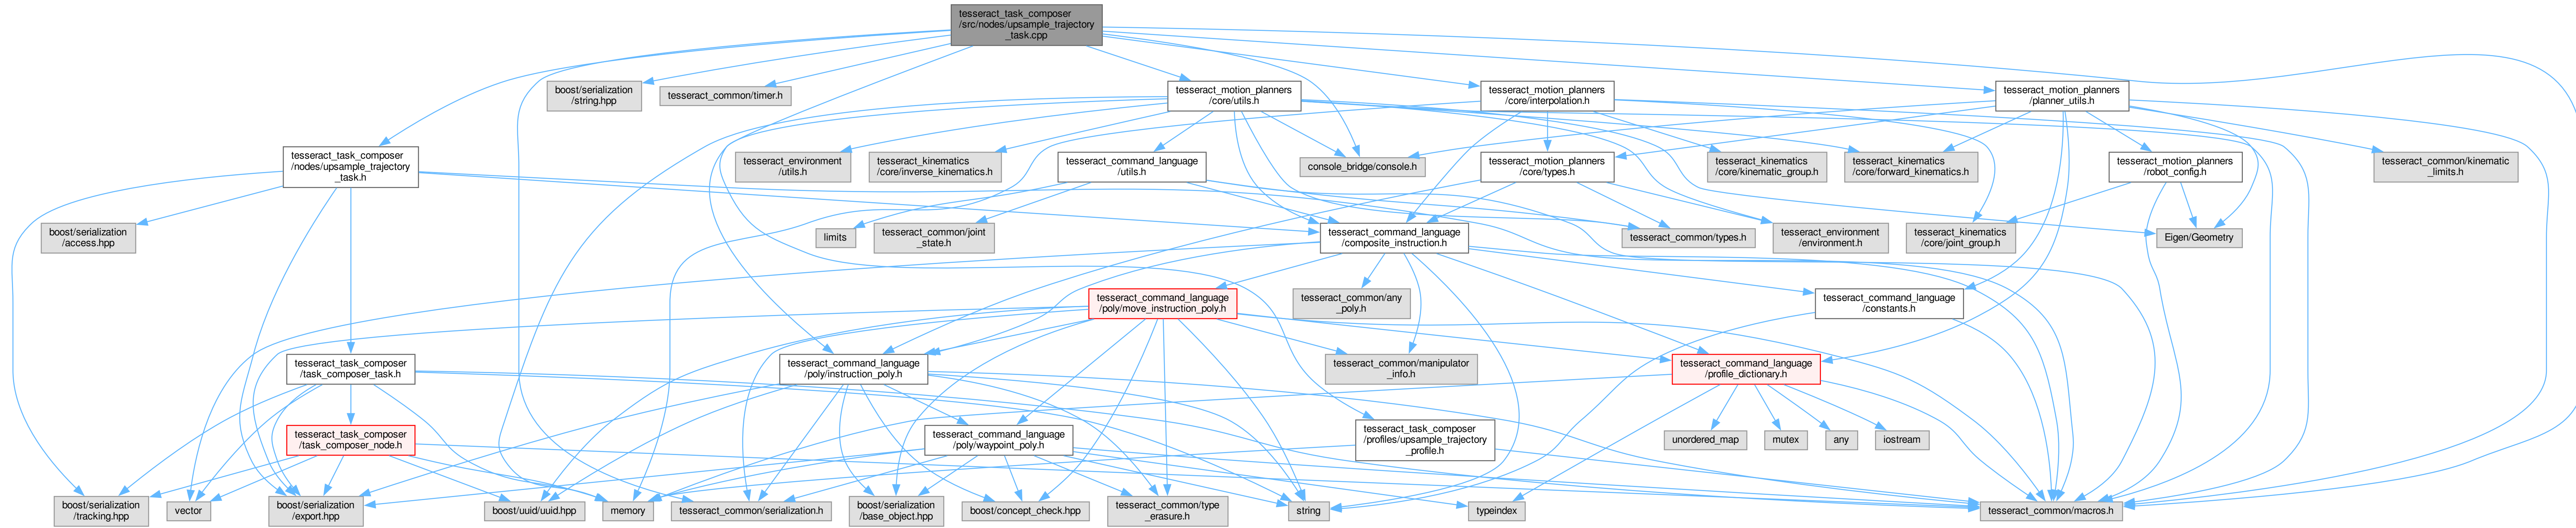 tesseract_task_composer
/src/nodes/upsample_trajectory
_task.cpp
boost/serialization
/string.hpp
tesseract_common/timer.h
tesseract_motion_planners
/core/utils.h
tesseract_motion_planners
/core/interpolation.h
tesseract_motion_planners
/planner_utils.h
tesseract_task_composer
/nodes/upsample_trajectory
_task.h
tesseract_environment
/utils.h
tesseract_kinematics
/core/inverse_kinematics.h
tesseract_command_language
/utils.h
console_bridge/console.h
tesseract_motion_planners
/core/types.h
tesseract_kinematics
/core/kinematic_group.h
tesseract_kinematics
/core/forward_kinematics.h
tesseract_motion_planners
/robot_config.h
tesseract_common/kinematic
_limits.h
boost/serialization
/access.hpp
limits
tesseract_common/joint
_state.h
tesseract_command_language
/composite_instruction.h
tesseract_common/types.h
tesseract_environment
/environment.h
tesseract_kinematics
/core/joint_group.h
Eigen/Geometry
tesseract_command_language
/poly/move_instruction_poly.h
tesseract_common/any
_poly.h
tesseract_command_language
/constants.h
tesseract_task_composer
/task_composer_task.h
tesseract_command_language
/poly/instruction_poly.h
tesseract_common/manipulator
_info.h
tesseract_command_language
/profile_dictionary.h
tesseract_task_composer
/task_composer_node.h
tesseract_command_language
/poly/waypoint_poly.h
tesseract_task_composer
/profiles/upsample_trajectory
_profile.h
unordered_map
mutex
any
iostream
boost/serialization
/tracking.hpp
vector
boost/serialization
/export.hpp
boost/uuid/uuid.hpp
memory
tesseract_common/serialization.h
boost/serialization
/base_object.hpp
boost/concept_check.hpp
tesseract_common/type
_erasure.h
string
typeindex
tesseract_common/macros.h